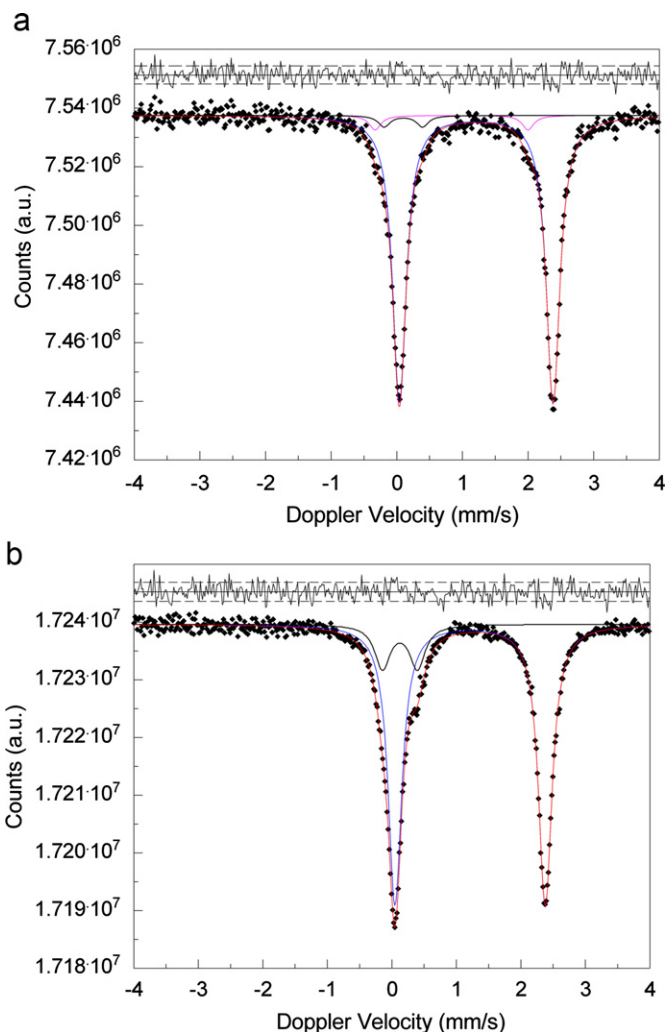 a
7.56·10⁶
7.54·10⁶
7.52·10⁶
7.50·10⁶
7.48·10⁶
7.46·10⁶
7.44·10⁶
7.42·10⁶
Counts (a.u.)
-4 -3 -2 -1 0 1 2 3 4
Doppler Velocity (mm/s)
b
1.724·10⁷
1.723·10⁷
1.722·10⁷
1.721·10⁷
1.720·10⁷
1.719·10⁷
1.718·10⁷
Counts (a.u.)
-4 -3 -2 -1 0 1 2 3 4
Doppler Velocity (mm/s)